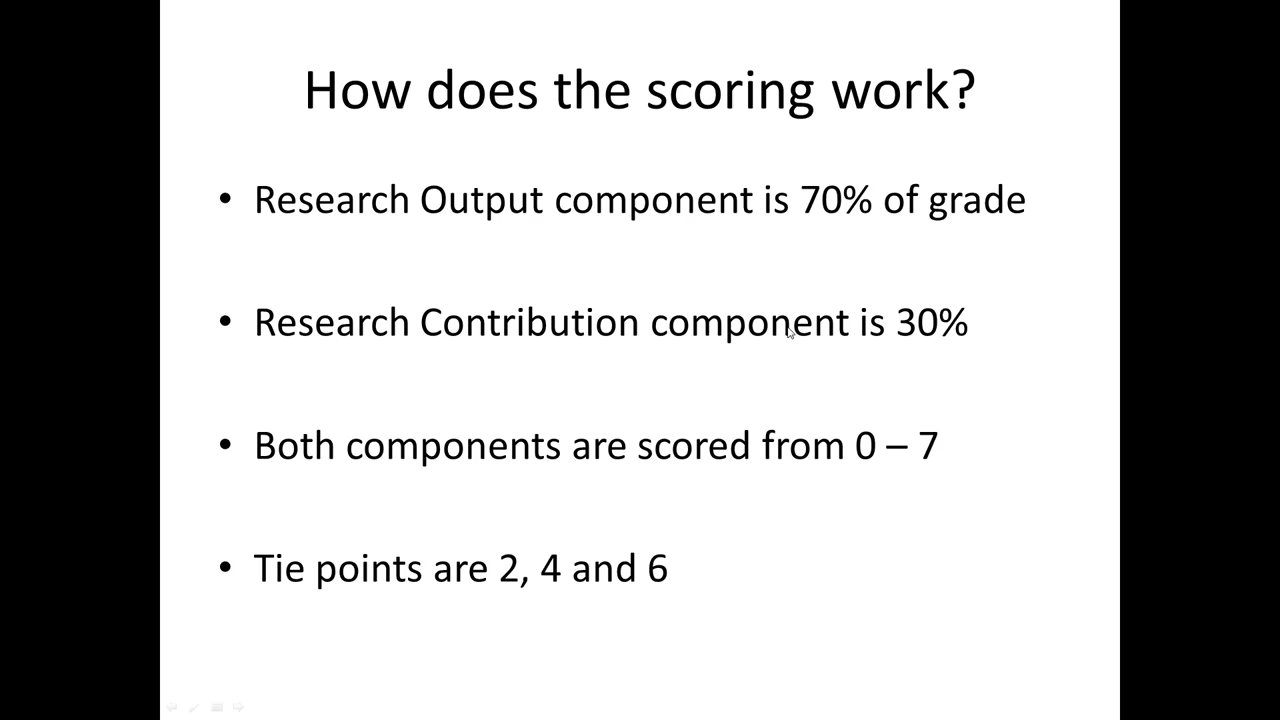 How does the scoring work?
• Research Output component is 70% of grade
• Research Contribution component is 30%
• Both components are scored from 0 – 7
• Tie points are 2, 4 and 6